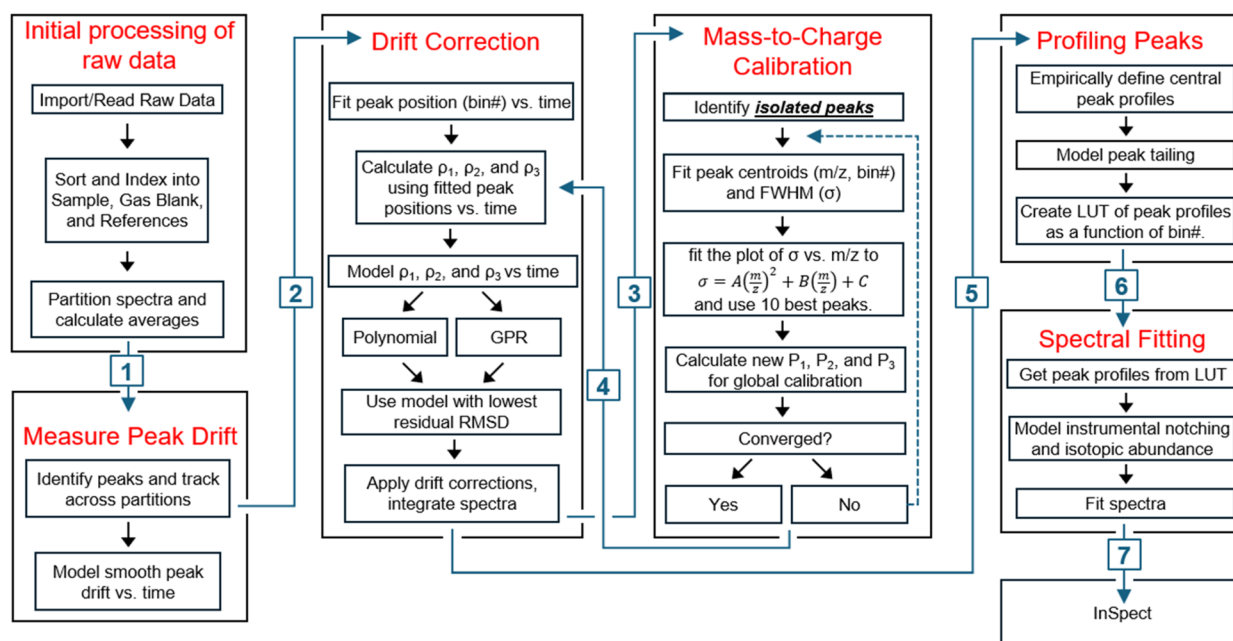 Initial processing of
raw data
Import/Read Raw Data
Sort and Index into
Sample, Gas Blank,
and References
Partition spectra and
calculate averages
1
Measure Peak Drift
Identify peaks and track
across partitions
Model smooth peak
drift vs. time
2
Drift Correction
Fit peak position (bin#) vs. time
Calculate ρ₁, ρ₂, and ρ₃
using fitted peak
positions vs. time
Model ρ₁, ρ₂, and ρ₃ vs time
Polynomial
GPR
Use model with lowest
residual RMSD
Apply drift corrections,
integrate spectra
3
4
Mass-to-Charge
Calibration
Identify isolated peaks
Fit peak centroids (m/z, bin#)
and FWHM (σ)
fit the plot of σ vs. m/z to
σ = A(m/z)² + B(m/z) + C
and use 10 best peaks.
Calculate new P₁, P₂, and P₃
for global calibration
Converged?
Yes
No
5
Profiling Peaks
Empirically define central
peak profiles
Model peak tailing
Create LUT of peak profiles
as a function of bin#.
6
Spectral Fitting
Get peak profiles from LUT
Model instrumental notching
and isotopic abundance
Fit spectra
7
InSpect